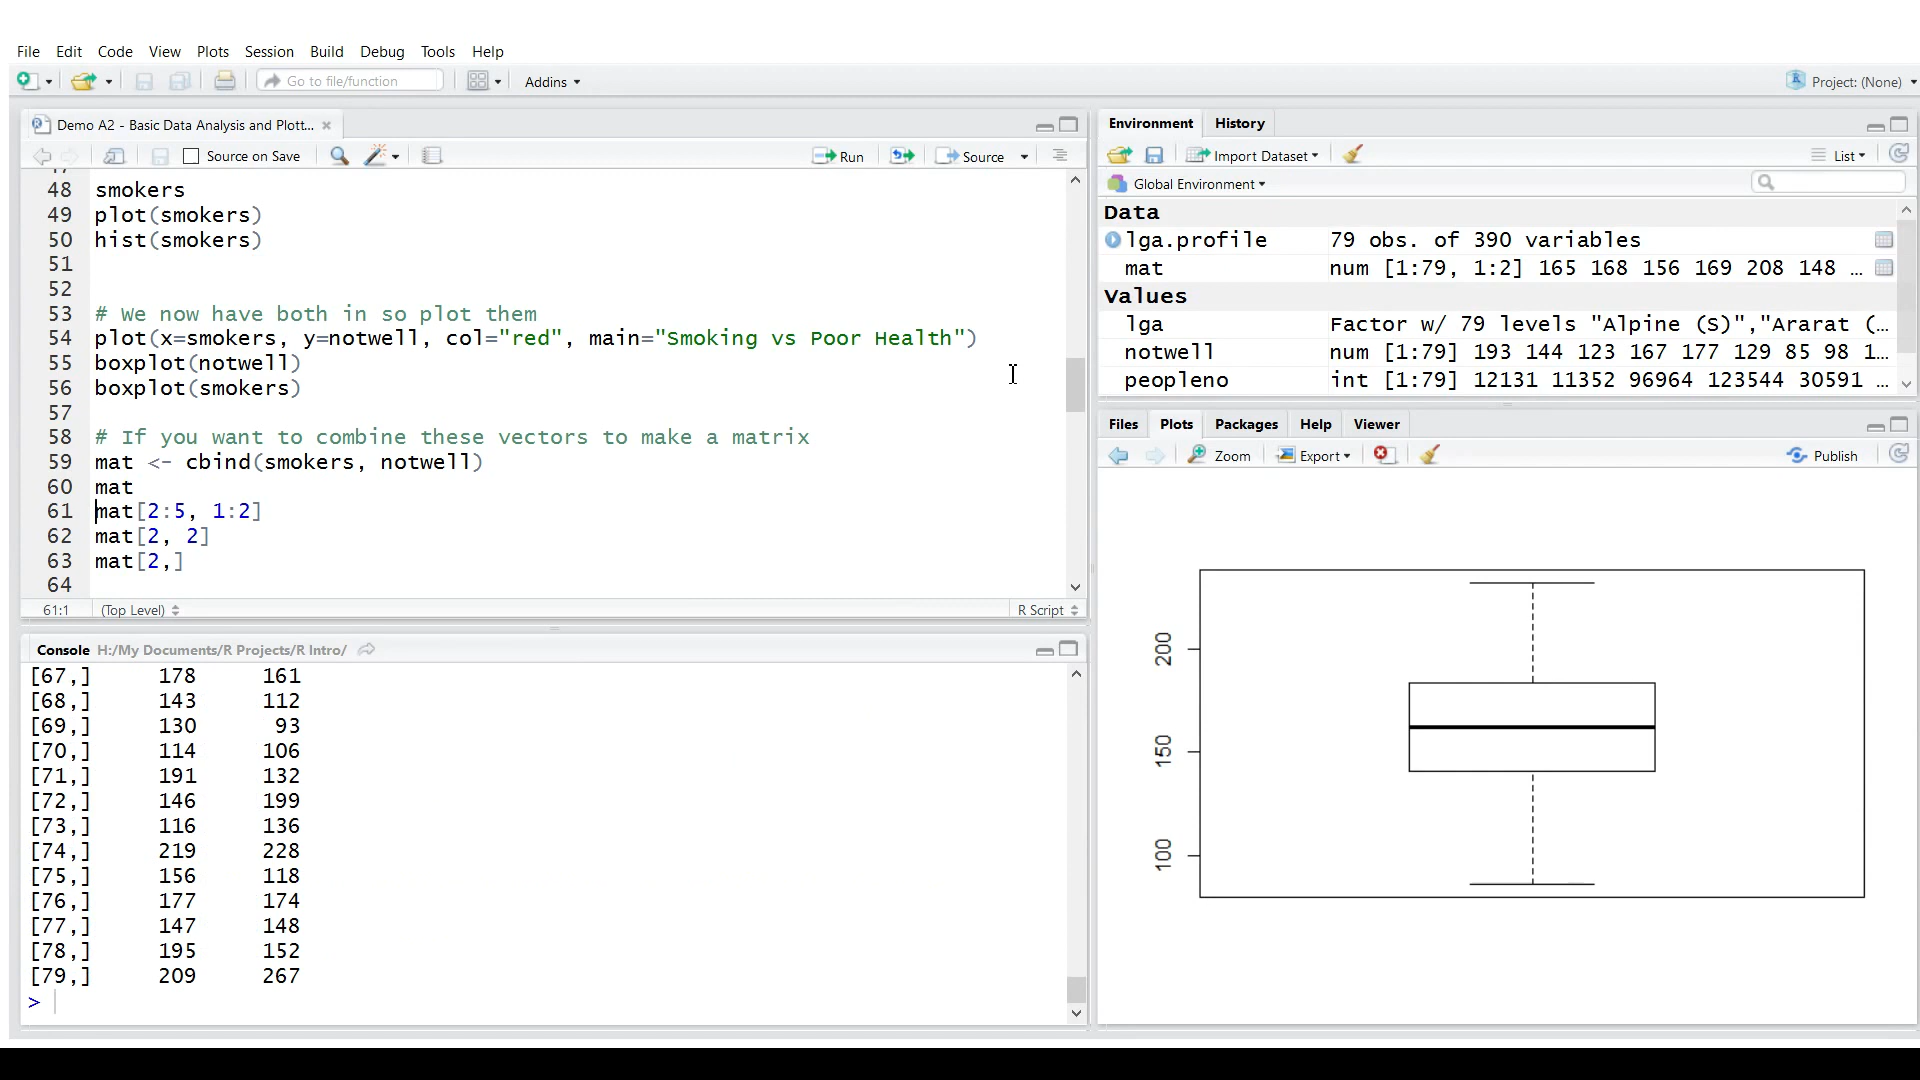 File Edit Code View Plots Session Build Debug Tools Help
Go to file/function Addins Project: (None)
Demo A2 - Basic Data Analysis and Plott...
Source on Save Run Source
48 smokers
49 plot(smokers)
50 hist(smokers)
51
52
53 # We now have both in so plot them
54 plot(x=smokers, y=notwell, col="red", main="Smoking vs Poor Health")
55 boxplot(notwell)
56 boxplot(smokers)
57
58 # If you want to combine these vectors to make a matrix
59 mat <- cbind(smokers, notwell)
60 mat
61 mat[2:5, 1:2]
62 mat[2, 2]
63 mat[2,]
64
61:1 (Top Level) R Script
Console H:/My Documents/R Projects/R Intro/
[67,] 178 161
[68,] 143 112
[69,] 130 93
[70,] 114 106
[71,] 191 132
[72,] 146 199
[73,] 116 136
[74,] 219 228
[75,] 156 118
[76,] 177 174
[77,] 147 148
[78,] 195 152
[79,] 209 267
>
Environment History
Import Dataset List
Global Environment
Data
lga.profile 79 obs. of 390 variables
mat num [1:79, 1:2] 165 168 156 169 208 148 ...
Values
lga Factor w/ 79 levels "Alpine (S)","Ararat (...
notwell num [1:79] 193 144 123 167 177 129 85 98 1...
peopleno int [1:79] 12131 11352 96964 123544 30591 ...
Files Plots Packages Help Viewer
Zoom Export Publish
200
150
100